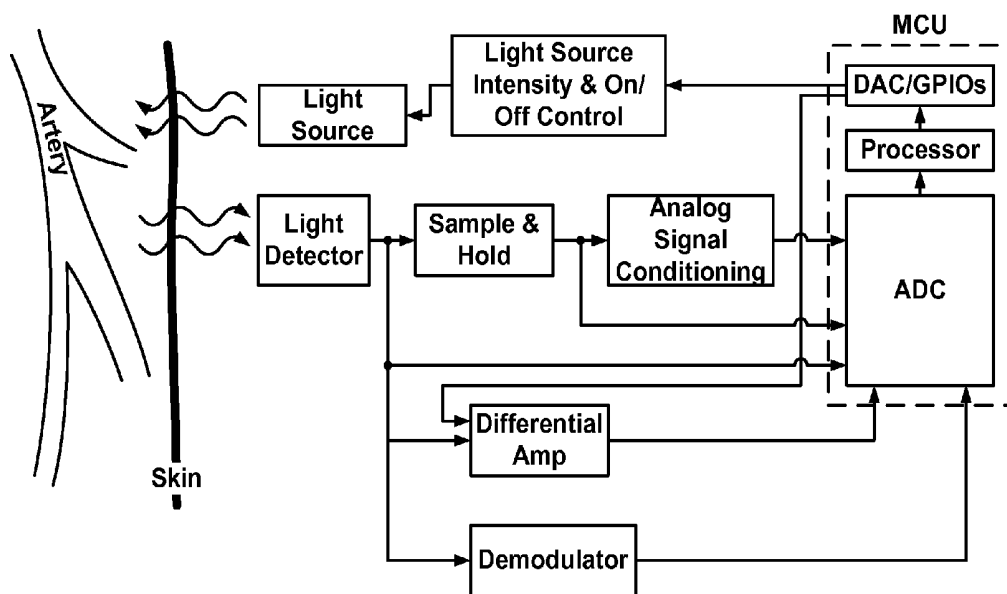 MCU
Light Source
Intensity & On/
Off Control
DAC/GPIOs
Light
Source
Artery
Processor
Light
Detector
Sample &
Hold
Analog
Signal
Conditioning
ADC
Differential
Amp
Skin
Demodulator